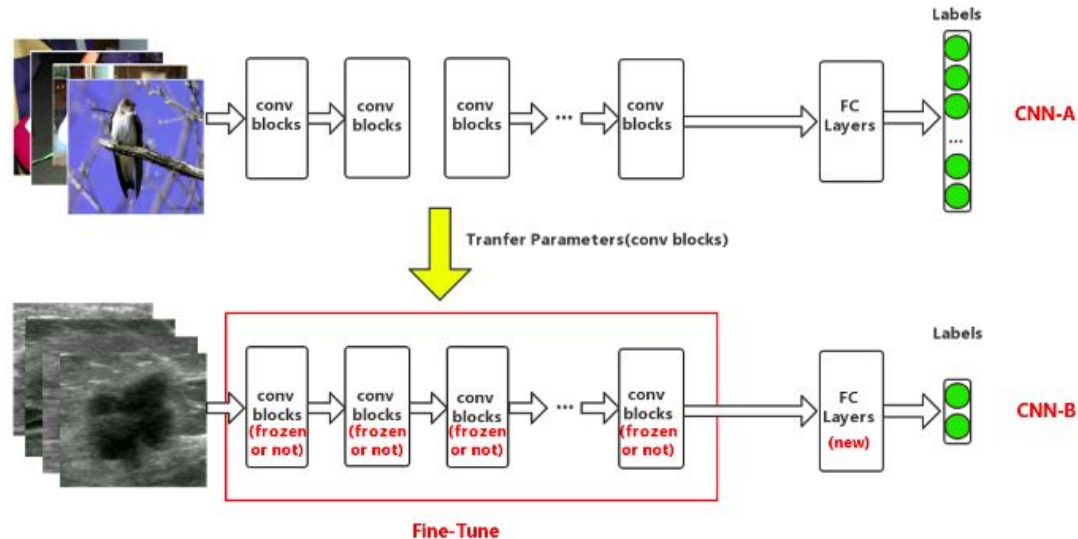 Labels
conv
blocks
conv
blocks
conv
blocks
...
conv
blocks
FC
Layers
...
CNN-A
Tranfer Parameters(conv blocks)
Labels
conv
blocks
(frozen
or not)
conv
blocks
(frozen
or not)
conv
blocks
(frozen
or not)
...
conv
blocks
(frozen
or not)
FC
Layers
(new)
CNN-B
Fine-Tune